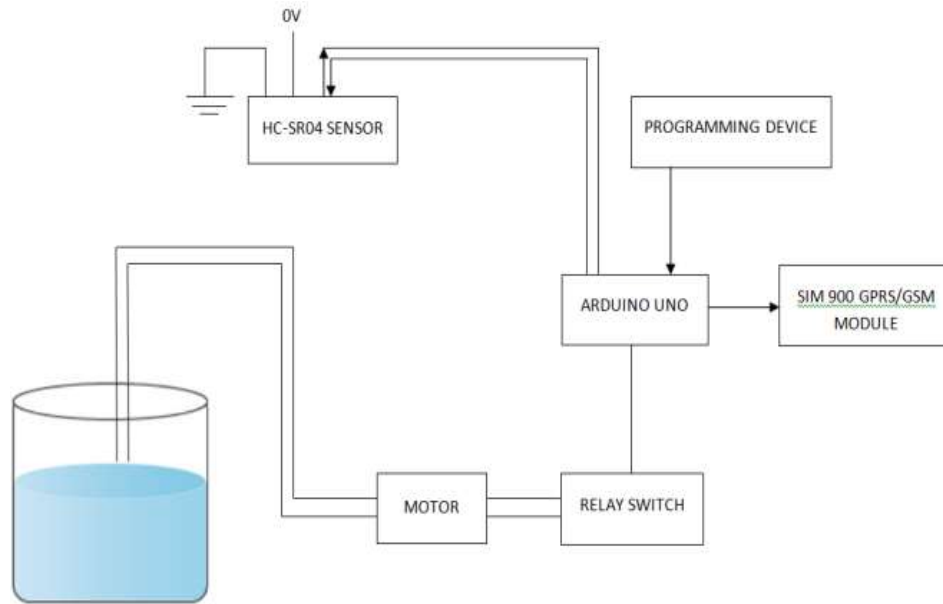 0V
HC-SR04 SENSOR
PROGRAMMING DEVICE
ARDUINO UNO
SIM 900 GPRS/GSM
MODULE
MOTOR
RELAY SWITCH